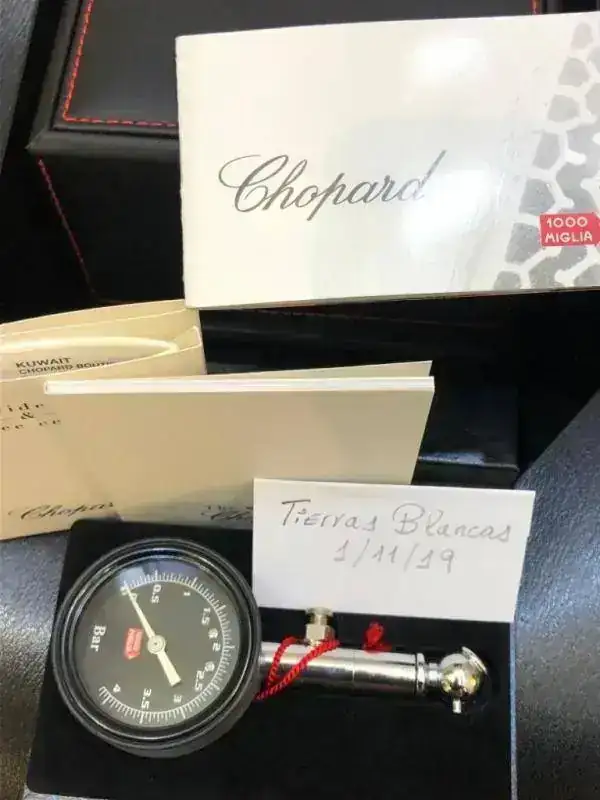 Chopard
1000
MIGLIA
KUWAIT
CHOPARD
&
Chopard
Tierras Blancas
1/11/19
0
0.5
1
1.5
2
2.5
3
3.5
4
Bar